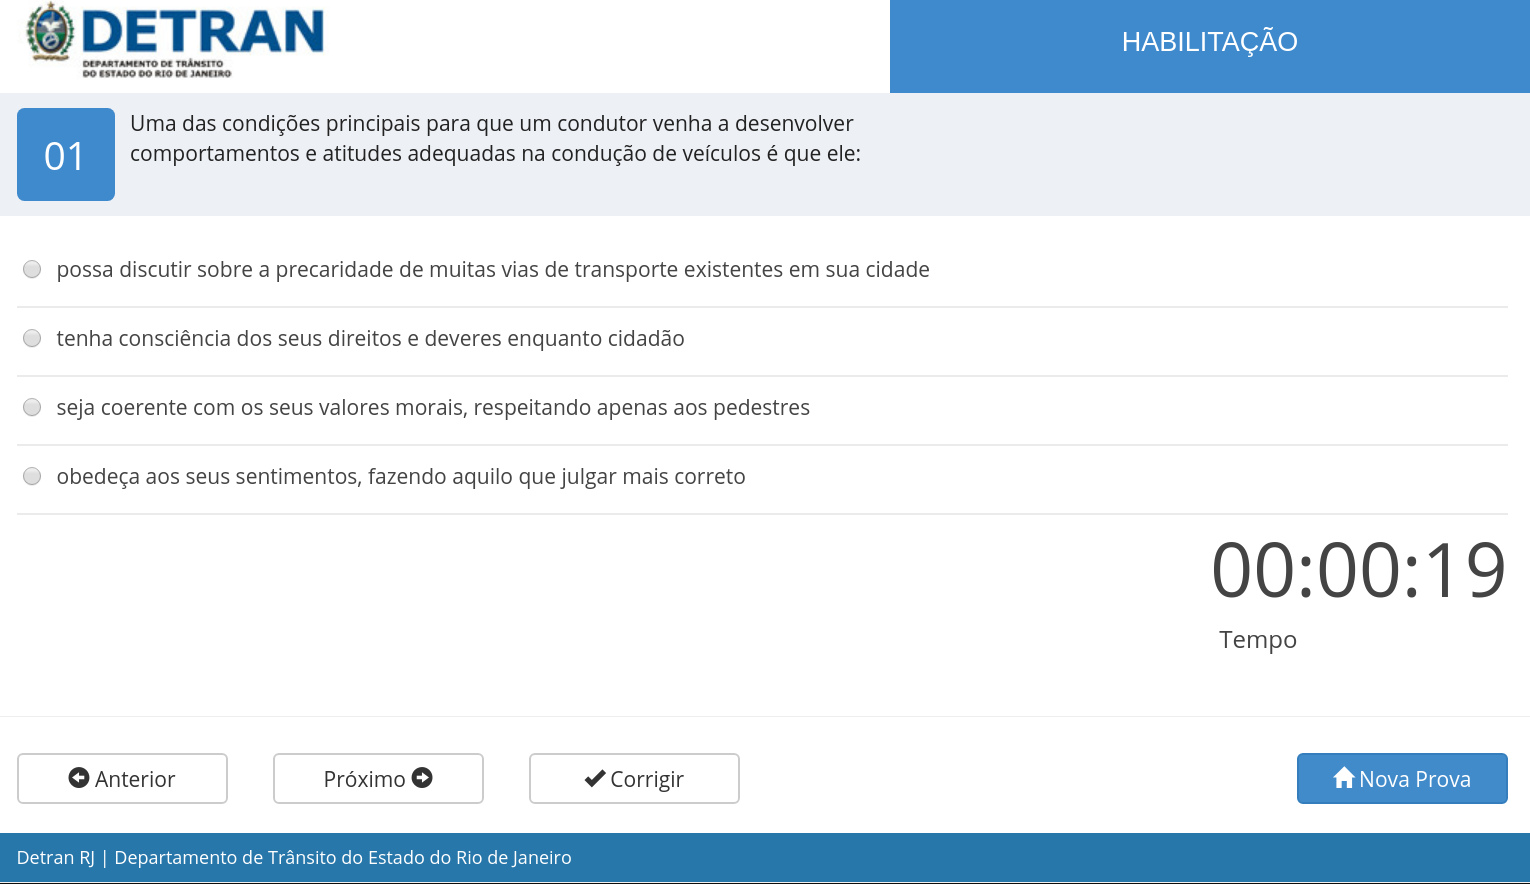 DETRAN
DEPARTAMENTO DE TRÂNSITO
DO ESTADO DO RIO DE JANEIRO
HABILITAÇÃO
01
Uma das condições principais para que um condutor venha a desenvolver
comportamentos e atitudes adequadas na condução de veículos é que ele:
possa discutir sobre a precaridade de muitas vias de transporte existentes em sua cidade
tenha consciência dos seus direitos e deveres enquanto cidadão
seja coerente com os seus valores morais, respeitando apenas aos pedestres
obedeça aos seus sentimentos, fazendo aquilo que julgar mais correto
00:00:19
Tempo
Anterior
Próximo
Corrigir
Nova Prova
Detran RJ | Departamento de Trânsito do Estado do Rio de Janeiro